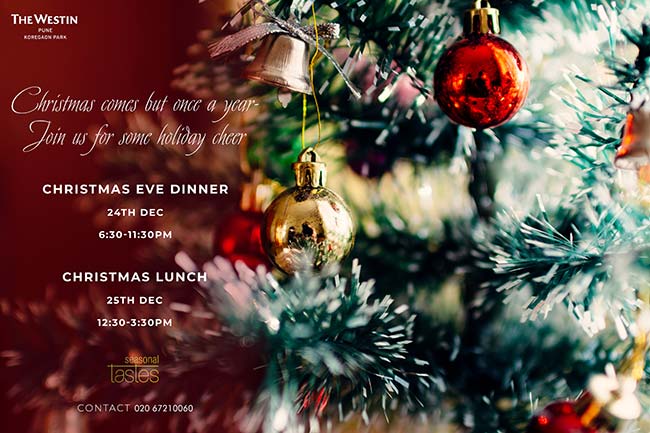 THE WESTIN
PUNE
KOREGAON PARK
Christmas comes but once a year-
Join us for some holiday cheer
CHRISTMAS EVE DINNER
24TH DEC
6:30-11:30PM
CHRISTMAS LUNCH
25TH DEC
12:30-3:30PM
seasonal
tastes
CONTACT 020 67210060